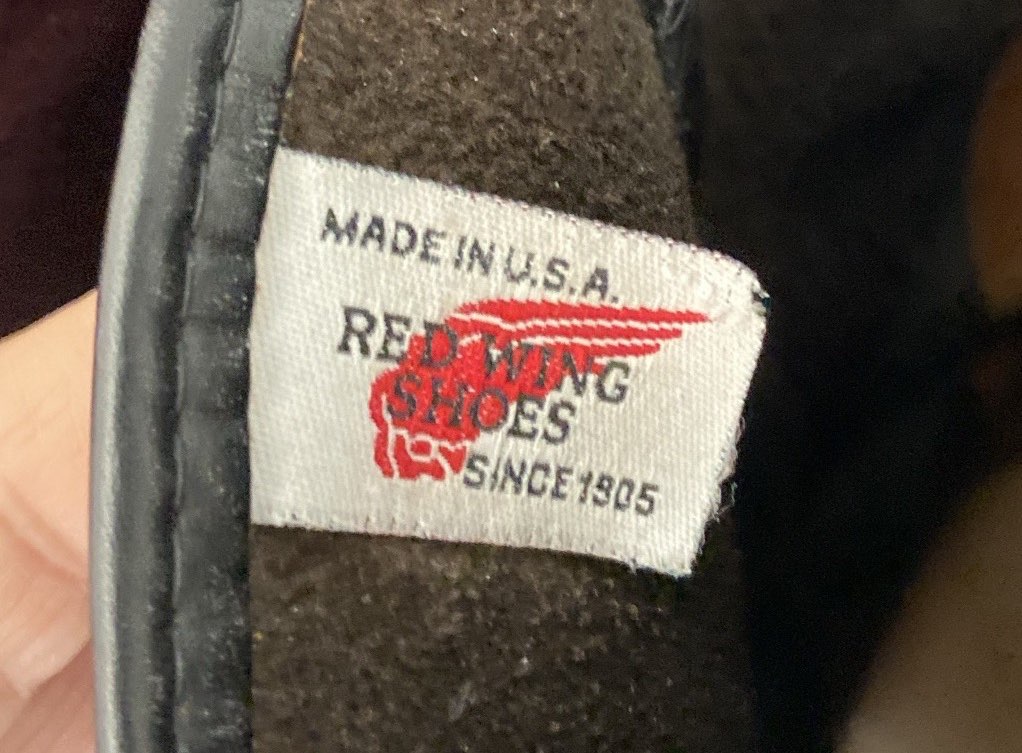 MADE IN U.S.A.
RED WING
SHOES
SINCE 1905